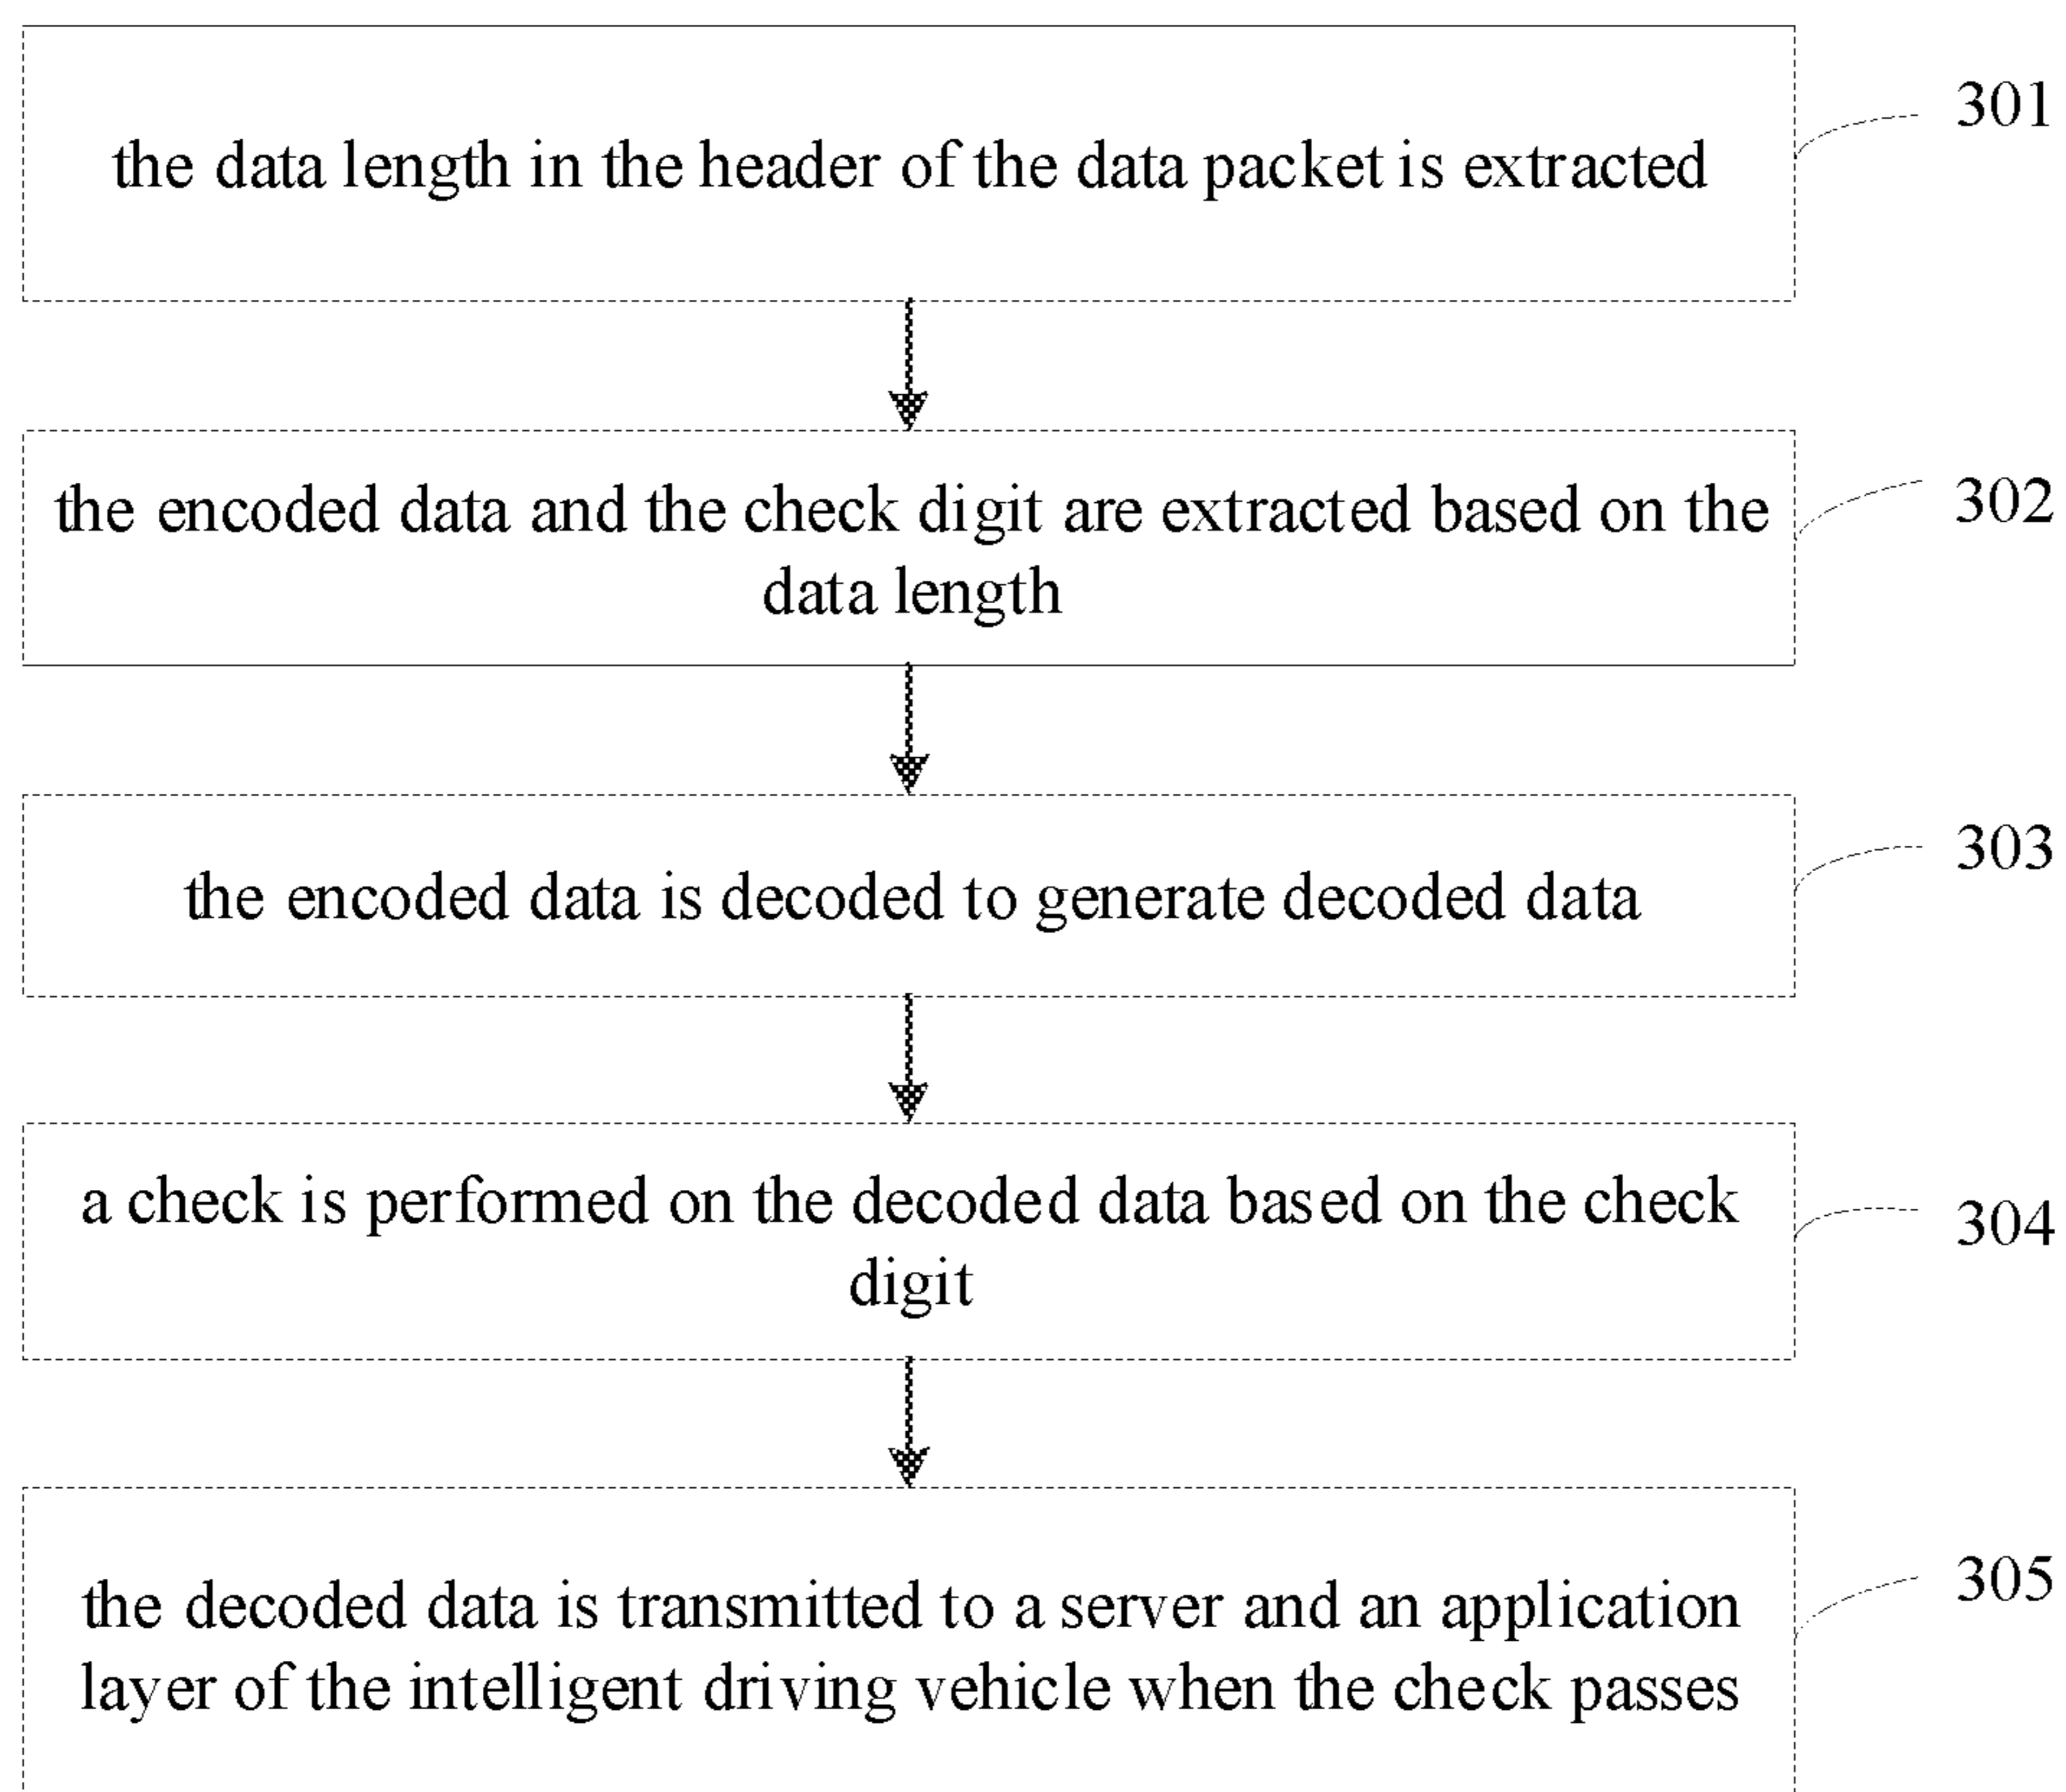 the data length in the header of the data packet is extracted
301
the encoded data and the check digit are extracted based on the
data length
302
the encoded data is decoded to generate decoded data
303
a check is performed on the decoded data based on the check
digit
304
the decoded data is transmitted to a server and an application
layer of the intelligent driving vehicle when the check passes
305